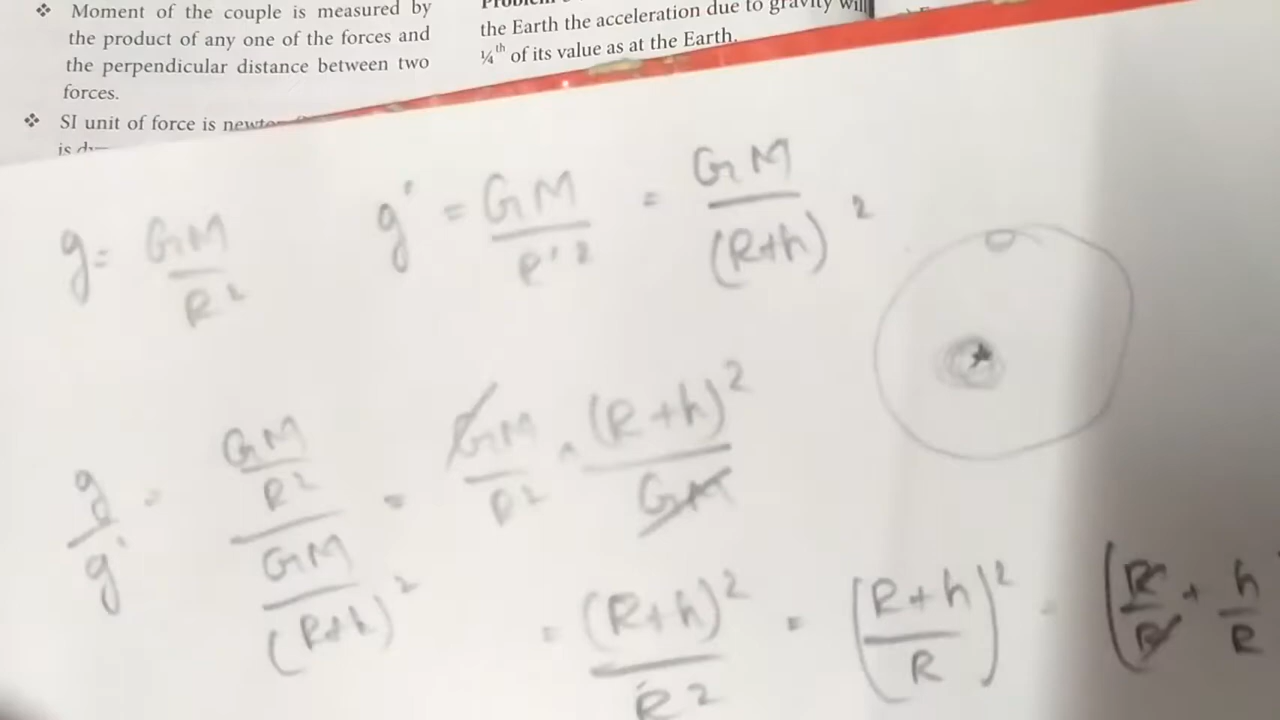 ❖ Moment of the couple is measured by
the product of any one of the forces and
the perpendicular distance between two
forces.
❖ SI unit of force is
is
the Earth the acceleration due to gravity will
¼th of its value as at the Earth.
g = GM/R² g' = GM/R'² = GM/(R+h)²
g/g' = (GM/R²)/(GM/(R+h)²) = GM/R² × (R+h)²/GM
= (R+h)²/R² = ((R+h)/R)² = (R/R + h/R